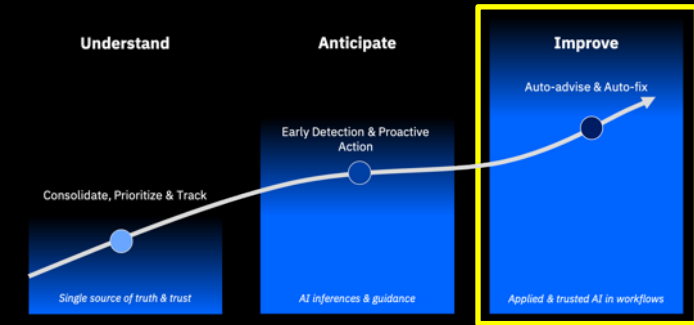 Understand
Anticipate
Improve
Auto-advise & Auto-fix
Early Detection & Proactive
Action
Consolidate, Prioritize & Track
Single source of truth & trust
AI inferences & guidance
Applied & trusted AI in workflows